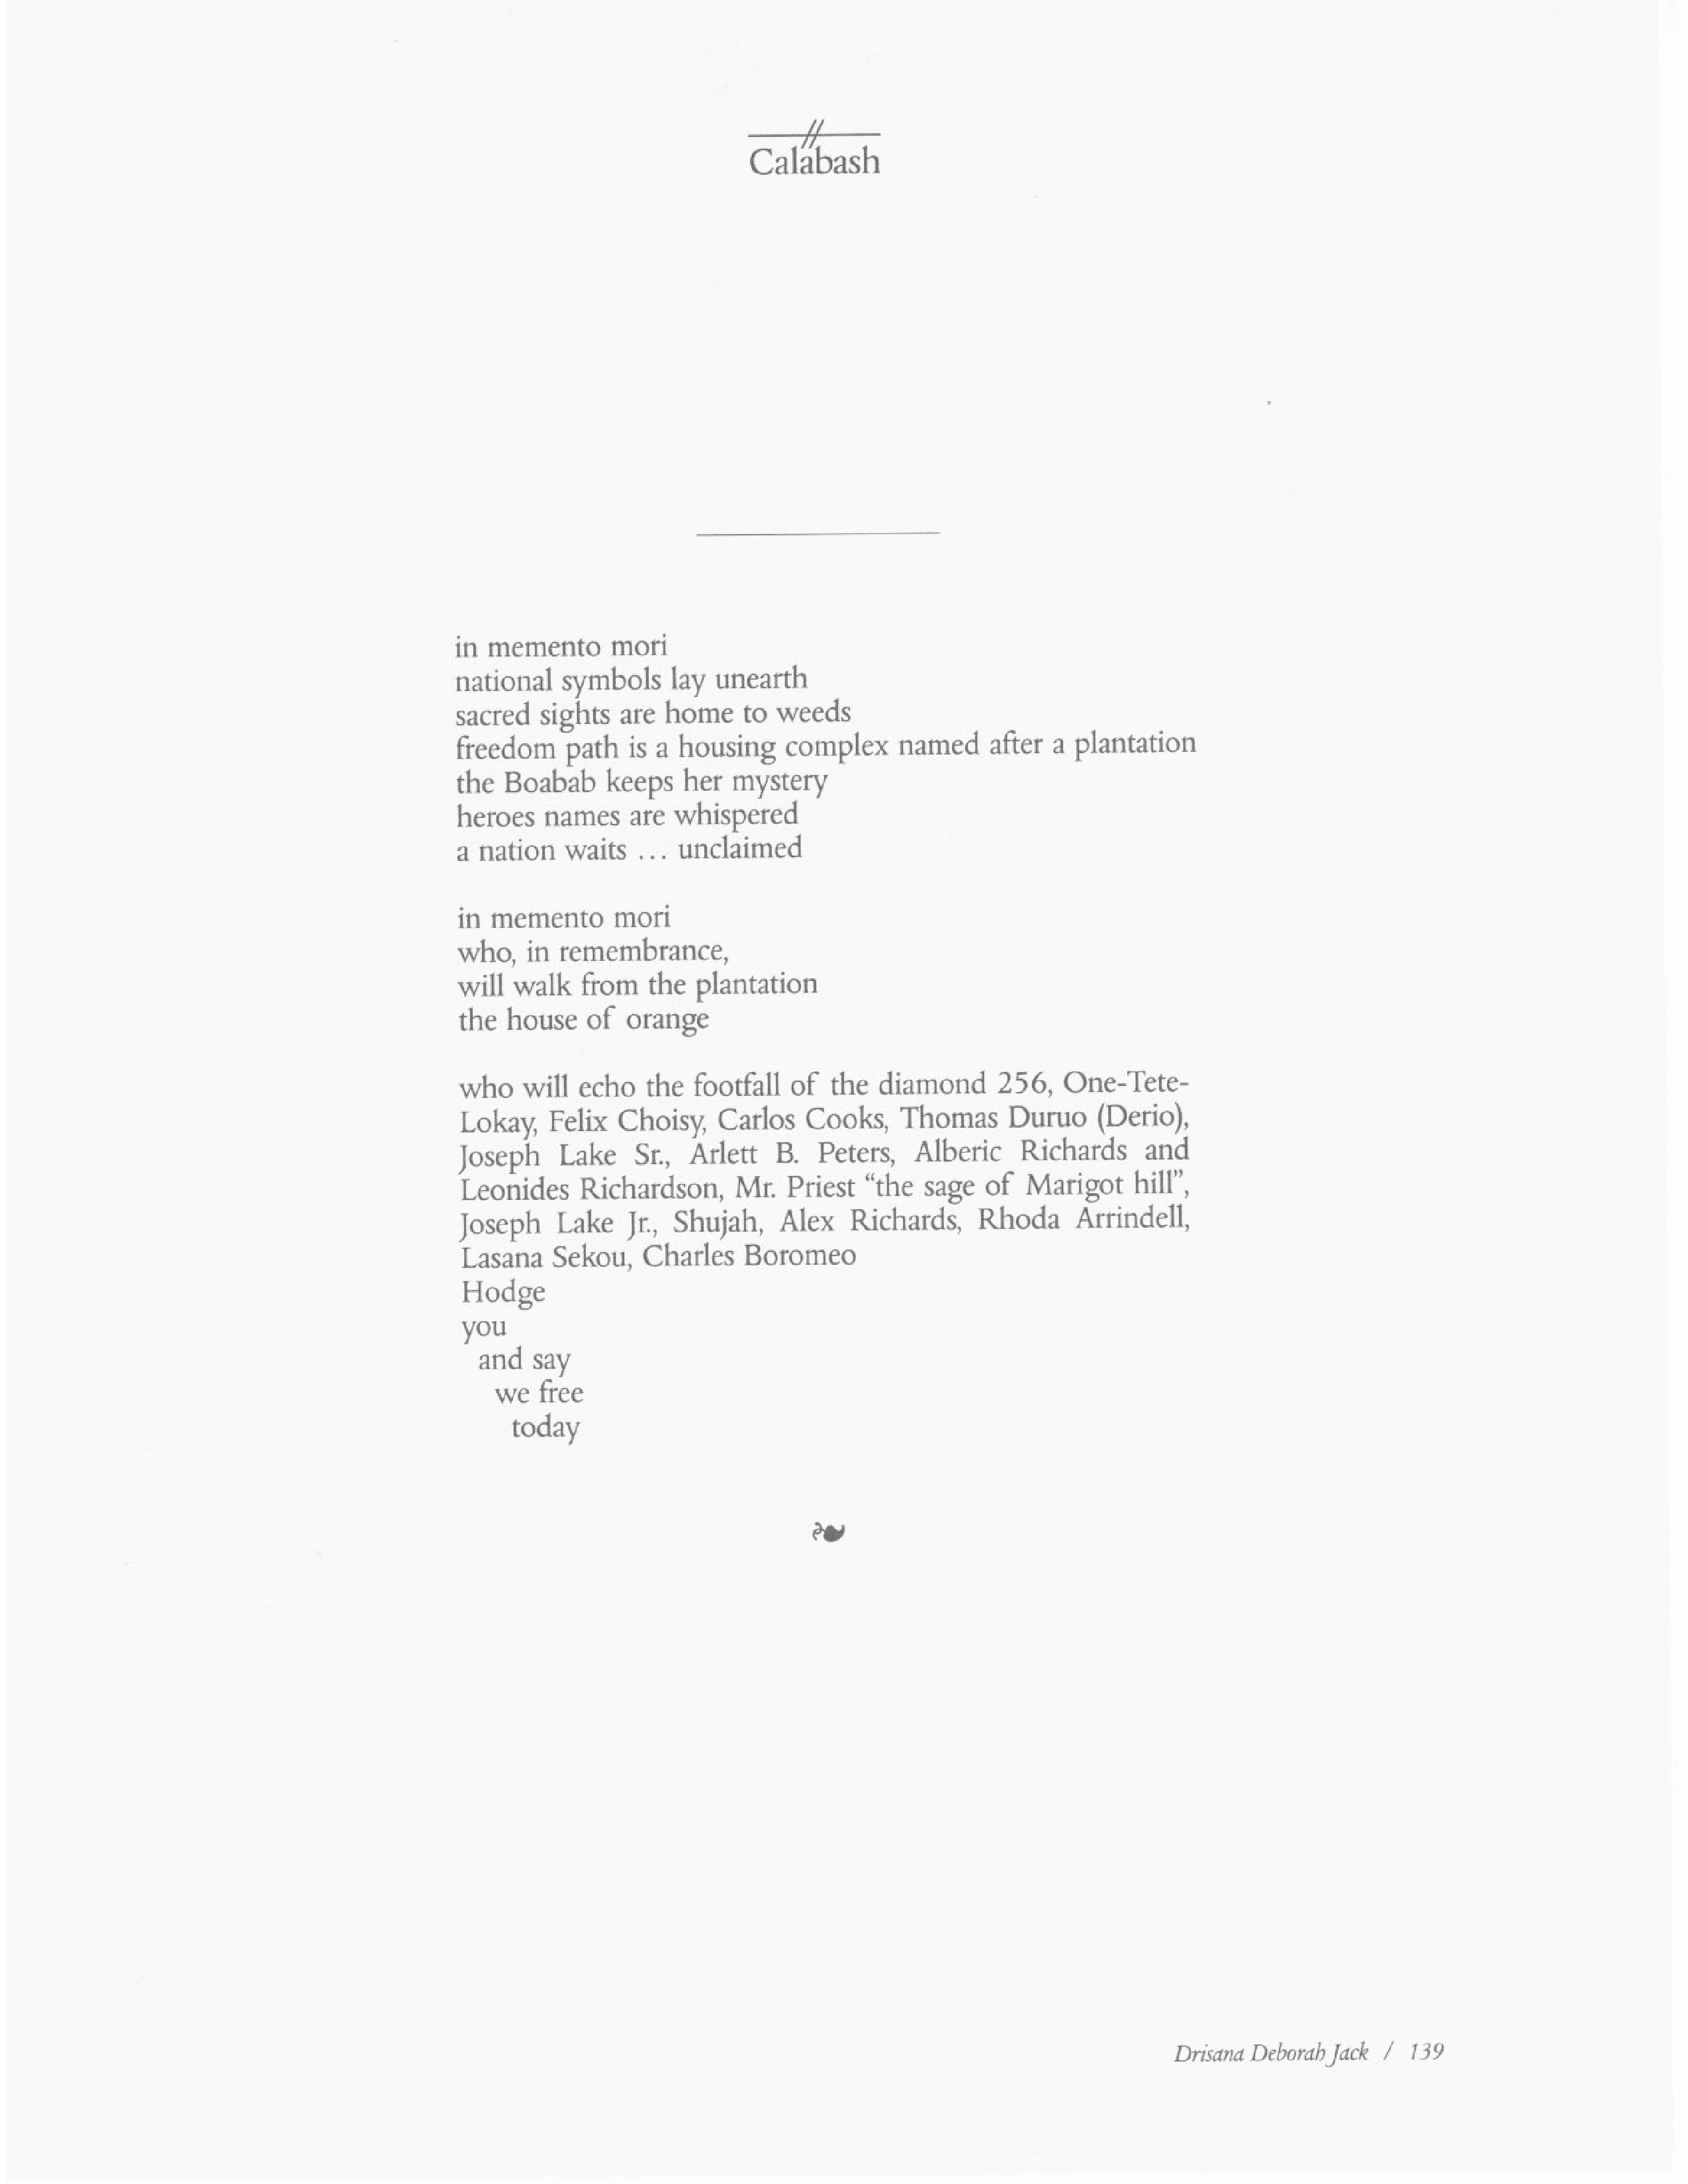 Calabash
in memento mori
national symbols lay unearth
sacred sights are home to weeds
freedom path is a housing complex named after a plantation
the Boabab keeps her mystery
heroes names are whispered
a nation waits ... unclaimed
in memento mori
who, in remembrance,
will walk from the plantation
the house of orange
who will echo the footfall of the diamond 256, One-Tete-
Lokay, Felix Choisy, Carlos Cooks, Thomas Duruo (Derio),
Joseph Lake Sr., Arlett B. Peters, Alberic Richards and
Leonides Richardson, Mr. Priest “the sage of Marigot hill”,
Joseph Lake Jr., Shujah, Alex Richards, Rhoda Arrindell,
Lasana Sekou, Charles Boromeo
Hodge
you
and say
we free
today
Drisana Deborah Jack / 139